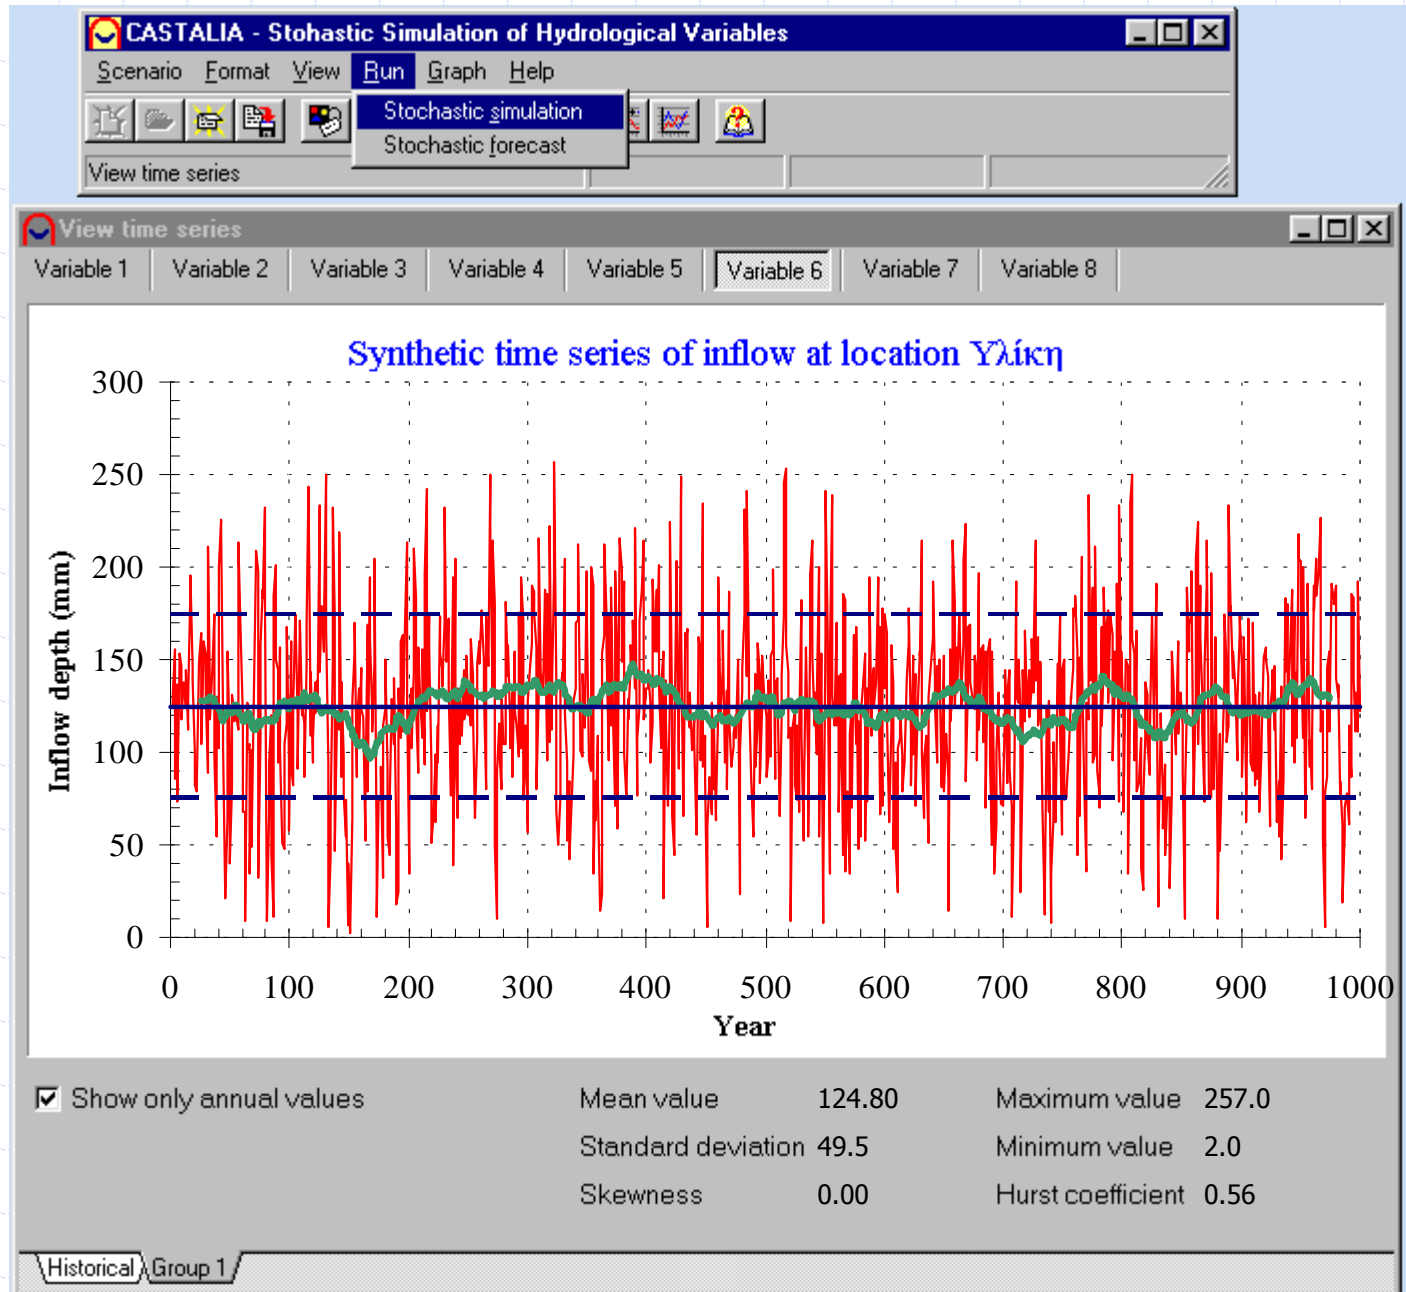 CASTALIA - Stohastic Simulation of Hydrological Variables
Scenario Format View Run Graph Help
Stochastic simulation
Stochastic forecast
View time series
View time series
Variable 1 Variable 2 Variable 3 Variable 4 Variable 5 Variable 6 Variable 7 Variable 8
Synthetic time series of inflow at location Υλίκη
300
250
200
150
100
50
0
Inflow depth (mm)
0 100 200 300 400 500 600 700 800 900 1000
Year
Show only annual values Mean value 124.80 Maximum value 257.0
Standard deviation 49.5 Minimum value 2.0
Skewness 0.00 Hurst coefficient 0.56
Historical Group 1